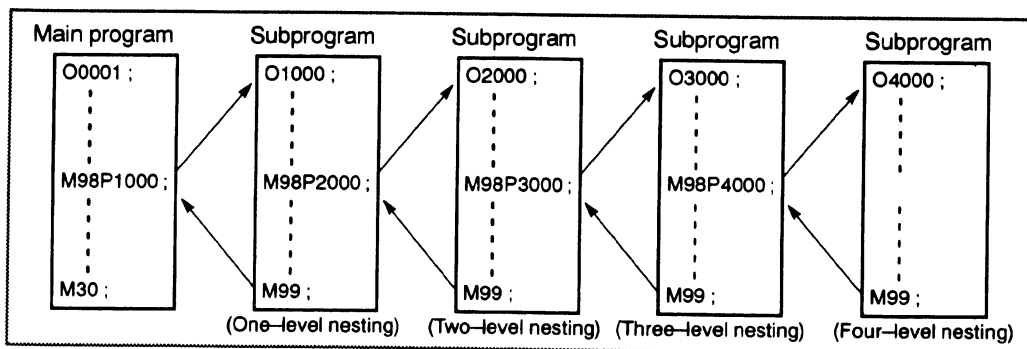 Main program
O0001 ;
M98P1000 ;
M30 ;
Subprogram
O1000 ;
M98P2000 ;
M99 ;
(One–level nesting)
Subprogram
O2000 ;
M98P3000 ;
M99 ;
(Two–level nesting)
Subprogram
O3000 ;
M98P4000 ;
M99 ;
(Three–level nesting)
Subprogram
O4000 ;
M99 ;
(Four–level nesting)